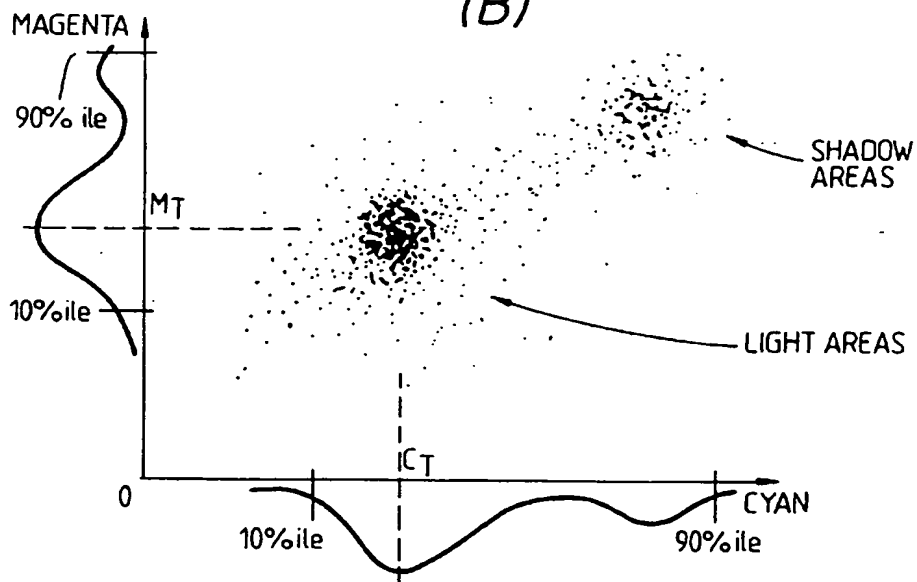 (B)
MAGENTA
90% ile
SHADOW
AREAS
MT
10% ile
LIGHT AREAS
CT
0
CYAN
10% ile
90% ile